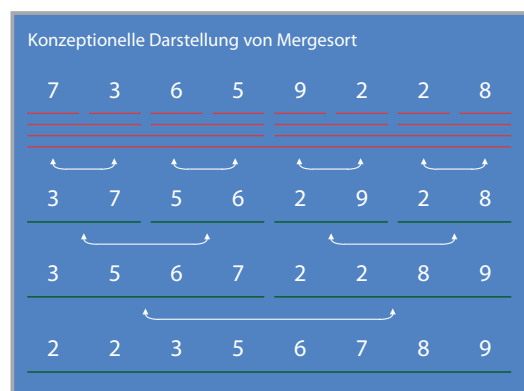 Konzeptionelle Darstellung von Mergesort
7 3 6 5 9 2 2 8
3 7 5 6 2 9 2 8
3 5 6 7 2 2 8 9
2 2 3 5 6 7 8 9